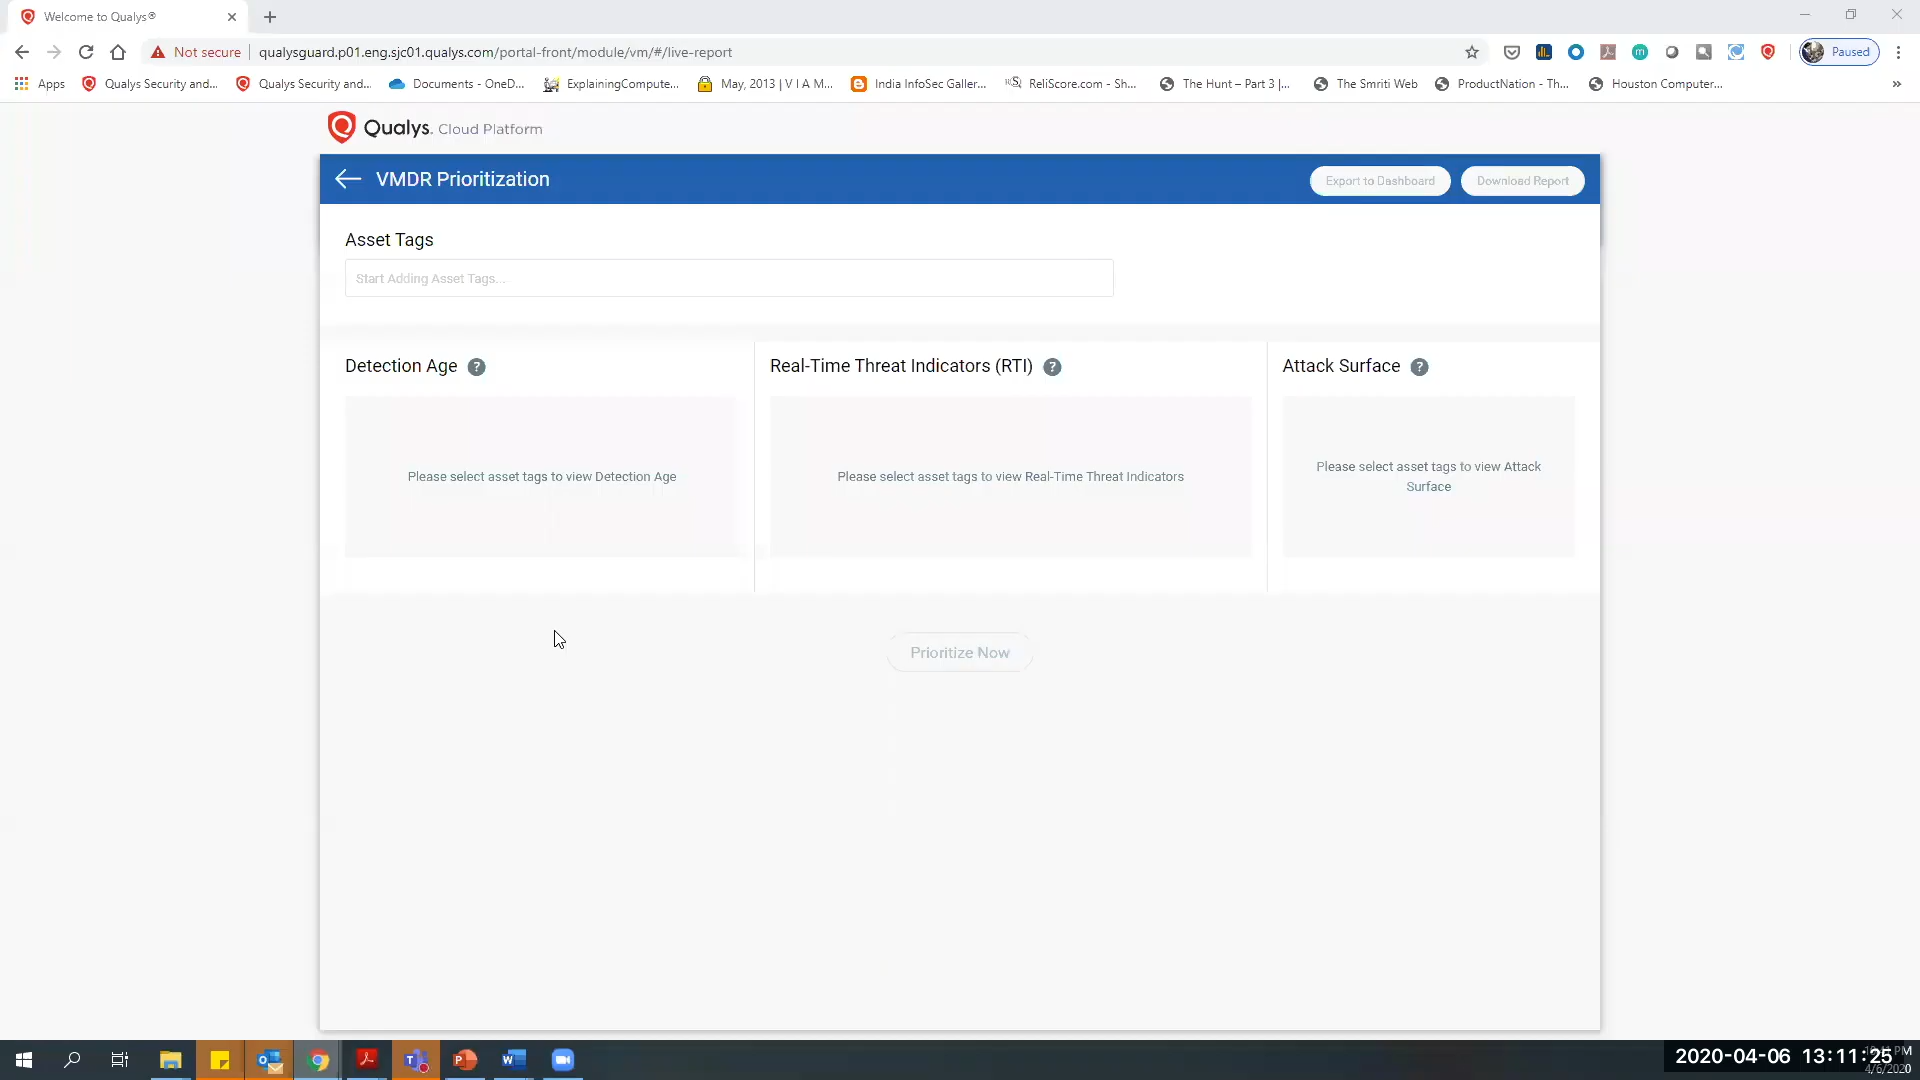 Welcome to Qualys®
Not secure
qualysguard.p01.eng.sjc01.qualys.com/portal-front/module/vm/#/live-report
Paused
Apps
Qualys Security and...
Qualys Security and...
Documents - OneD...
ExplainingCompute...
May, 2013 | V I A M...
India InfoSec Galler...
ReliScore.com - Sh...
The Hunt – Part 3 |...
The Smriti Web
ProductNation - Th...
Houston Computer...
»
Qualys. Cloud Platform
VMDR Prioritization
Export to Dashboard
Download Report
Asset Tags
Start Adding Asset Tags...
Detection Age ?
Real-Time Threat Indicators (RTI) ?
Attack Surface ?
Please select asset tags to view Detection Age
Please select asset tags to view Real-Time Threat Indicators
Please select asset tags to view Attack
Surface
Prioritize Now
2020-04-06 13:11:25
PM
4/6/2020